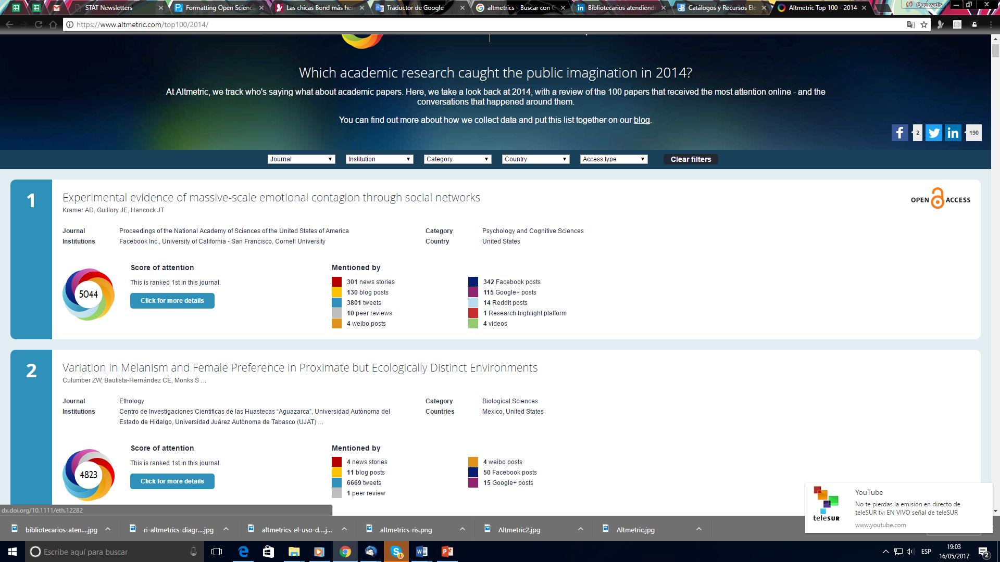 STAT Newsletters
Formatting Open Scienc
Las chicas Bond más her
Traductor de Google
altmetrics - Buscar con G
Bibliotecarios atendiend
Catálogos y Recursos Ele
Altmetric Top 100 - 2014
Quo vadis
https://www.altmetric.com/top100/2014/
Which academic research caught the public imagination in 2014?
At Altmetric, we track who's saying what about academic papers. Here, we take a look back at 2014, with a review of the 100 papers that received the most attention online - and the
conversations that happened around them.
You can find out more about how we collect data and put this list together on our blog.
2
190
Journal
Institution
Category
Country
Access type
Clear filters
1
Experimental evidence of massive-scale emotional contagion through social networks
Kramer AD, Guillory JE, Hancock JT
OPEN ACCESS
Journal Proceedings of the National Academy of Sciences of the United States of America
Institutions Facebook Inc., University of California - San Francisco, Cornell University
Category Psychology and Cognitive Sciences
Country United States
5044
Score of attention
This is ranked 1st in this journal.
Click for more details
Mentioned by
301 news stories
130 blog posts
3801 tweets
10 peer reviews
4 weibo posts
342 Facebook posts
115 Google+ posts
14 Reddit posts
1 Research highlight platform
4 videos
2
Variation in Melanism and Female Preference in Proximate but Ecologically Distinct Environments
Culumber ZW, Bautista-Hernández CE, Monks S ...
Journal Ethology
Institutions Centro de Investigaciones Cientificas de las Huastecas “Aguazarca”, Universidad Autónoma del
Estado de Hidalgo, Universidad Juárez Autónoma de Tabasco (UJAT) ...
Category Biological Sciences
Countries Mexico, United States
4823
Score of attention
This is ranked 1st in this journal.
Click for more details
Mentioned by
4 news stories
11 blog posts
6669 tweets
1 peer review
4 weibo posts
50 Facebook posts
15 Google+ posts
dx.doi.org/10.1111/eth.12282
YouTube
No te pierdas la emisión en directo de
teleSUR tv: EN VIVO señal de teleSUR
www.youtube.com
teleSUR
bibliotecarios-aten....jpg
ri-altmetrics-diagr....jpg
altmetrics-el-uso-d....j...
altmetrics-ris.png
Altmetric2.jpg
Altmetric.jpg
Escribe aquí para buscar
1
ESP
19:03
16/05/2017
2